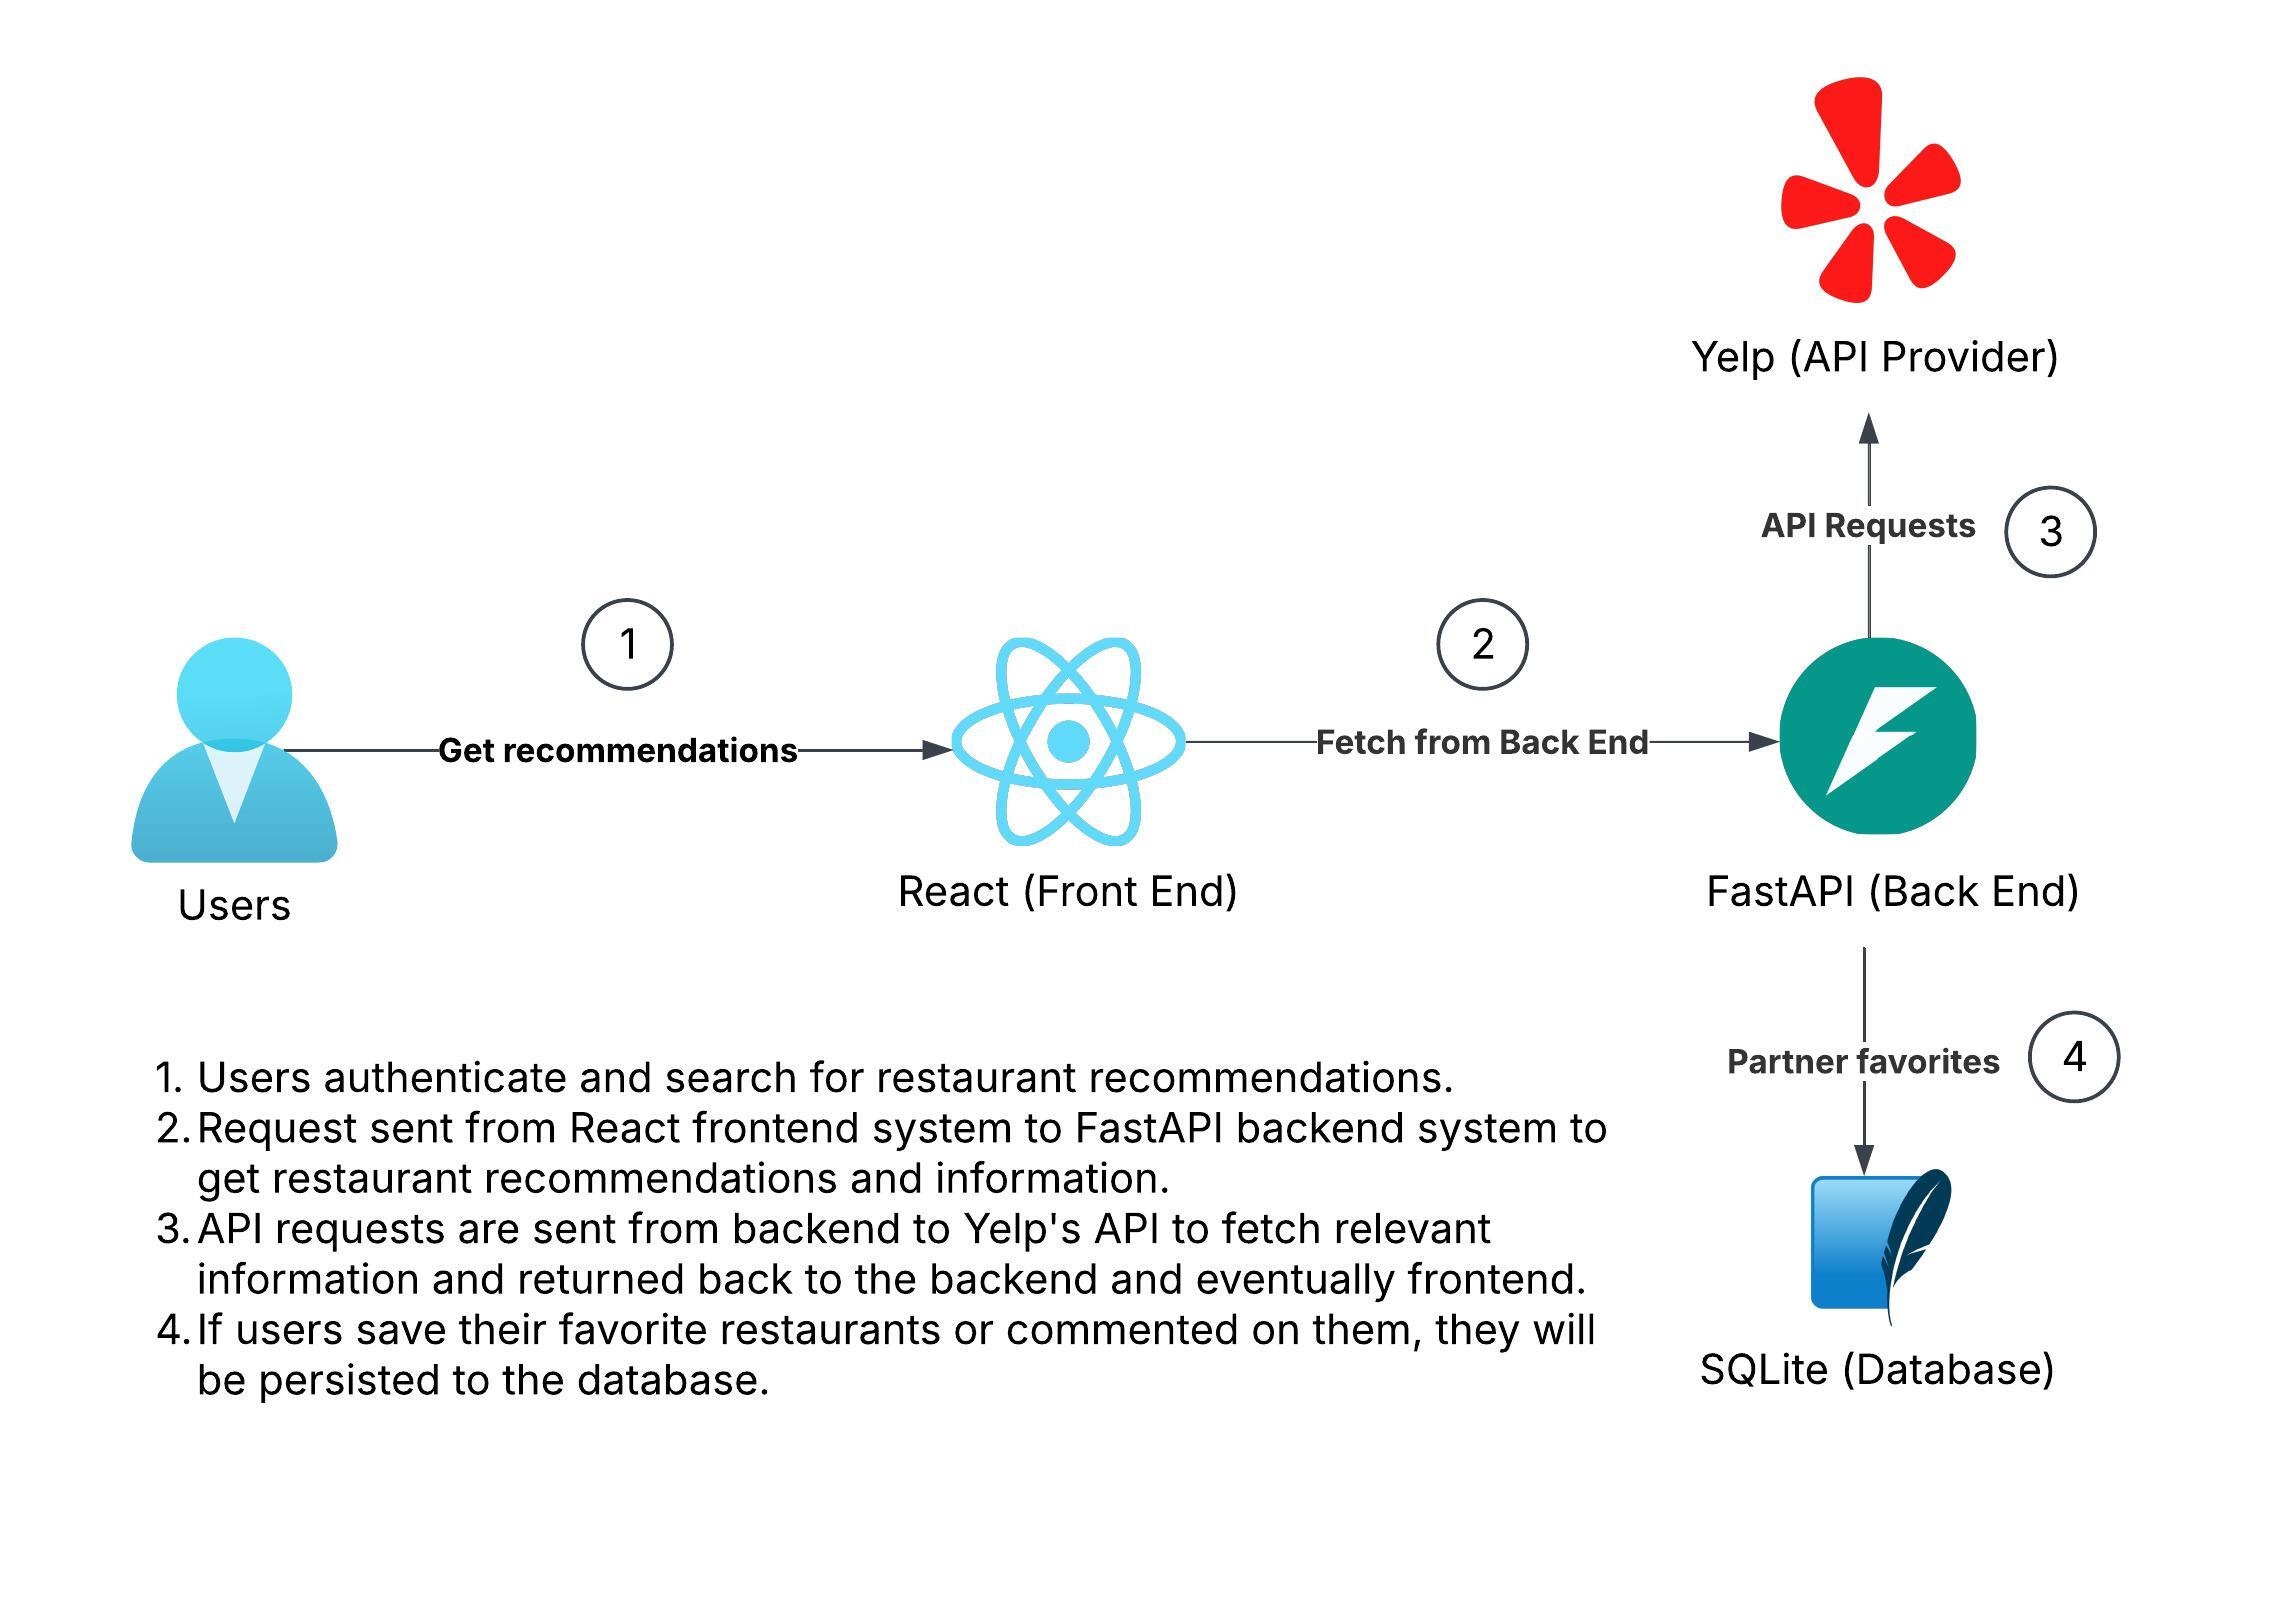 Yelp (API Provider)
API Requests
3
1
2
Get recommendations
Fetch from Back End
Users
React (Front End)
FastAPI (Back End)
Partner favorites
4
SQLite (Database)
1. Users authenticate and search for restaurant recommendations.
2. Request sent from React frontend system to FastAPI backend system to
get restaurant recommendations and information.
3. API requests are sent from backend to Yelp's API to fetch relevant
information and returned back to the backend and eventually frontend.
4. If users save their favorite restaurants or commented on them, they will
be persisted to the database.